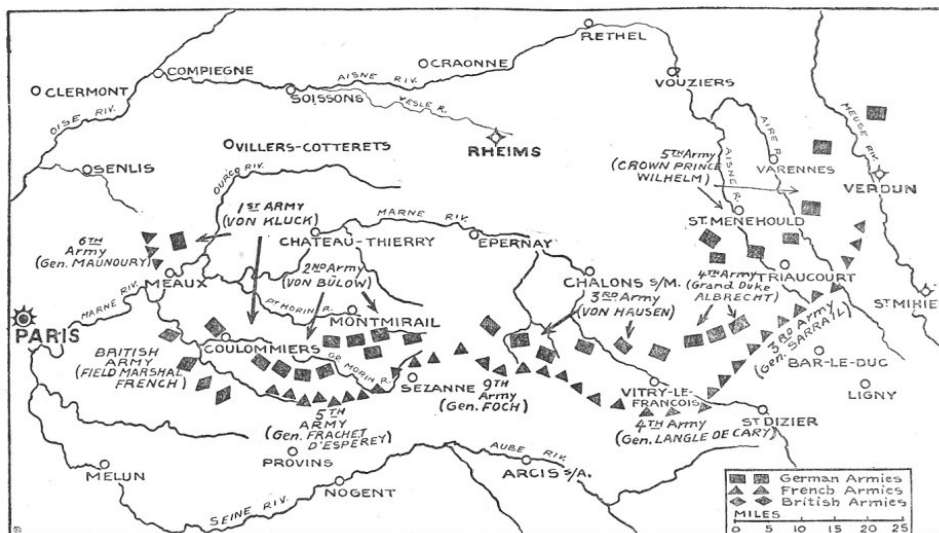 RETHEL
CRAONNE
COMPIEGNE
AISNE RIV.
VOUZIERS
CLERMONT
SOISSONS
VESLE R.
OISE RIV.
MEUSE RIV.
AIRE R.
RHEIMS
VILLERS-COTTERETS
5TH Army
(CROWN PRINCE
WILHELM)
AISNE R.
VARENNES
SENLIS
OURCQ RIV.
VERDUN
1ST ARMY
(VON KLUCK)
MARNE RIV.
ST. MENEHOULD
6TH
Army
(Gen. MAUNOURY)
CHATEAU-THIERRY
EPERNAY
2ND Army
(VON BÜLOW)
CHALONS S/M.
3RD Army
(VON HAUSEN)
4TH Army
(Grand Duke
ALBRECHT)
TRIAUCOURT
MEAUX
MARNE RIV.
PT MORIN R.
MONTMIRAIL
ST MIHIE
PARIS
COULOMMIERS
GR. MORIN R.
3RD Army
(Gen. SARRAIL)
BRITISH
ARMY
(FIELD MARSHAL
FRENCH)
BAR-LE-DUC
SEZANNE
9TH
Army
(Gen. FOCH)
VITRY-LE-
FRANCOIS
LIGNY
5TH
ARMY
(Gen. FRACHET
D'ESPEREY)
4TH ARMY
(Gen. LANGLE DE CARY)
ST DIZIER
PROVINS
AUBE RIV.
ARCIS S/A.
MELUN
NOGENT
SEINE RIV.
German Armies
French Armies
British Armies
MILES
0 5 10 15 20 25